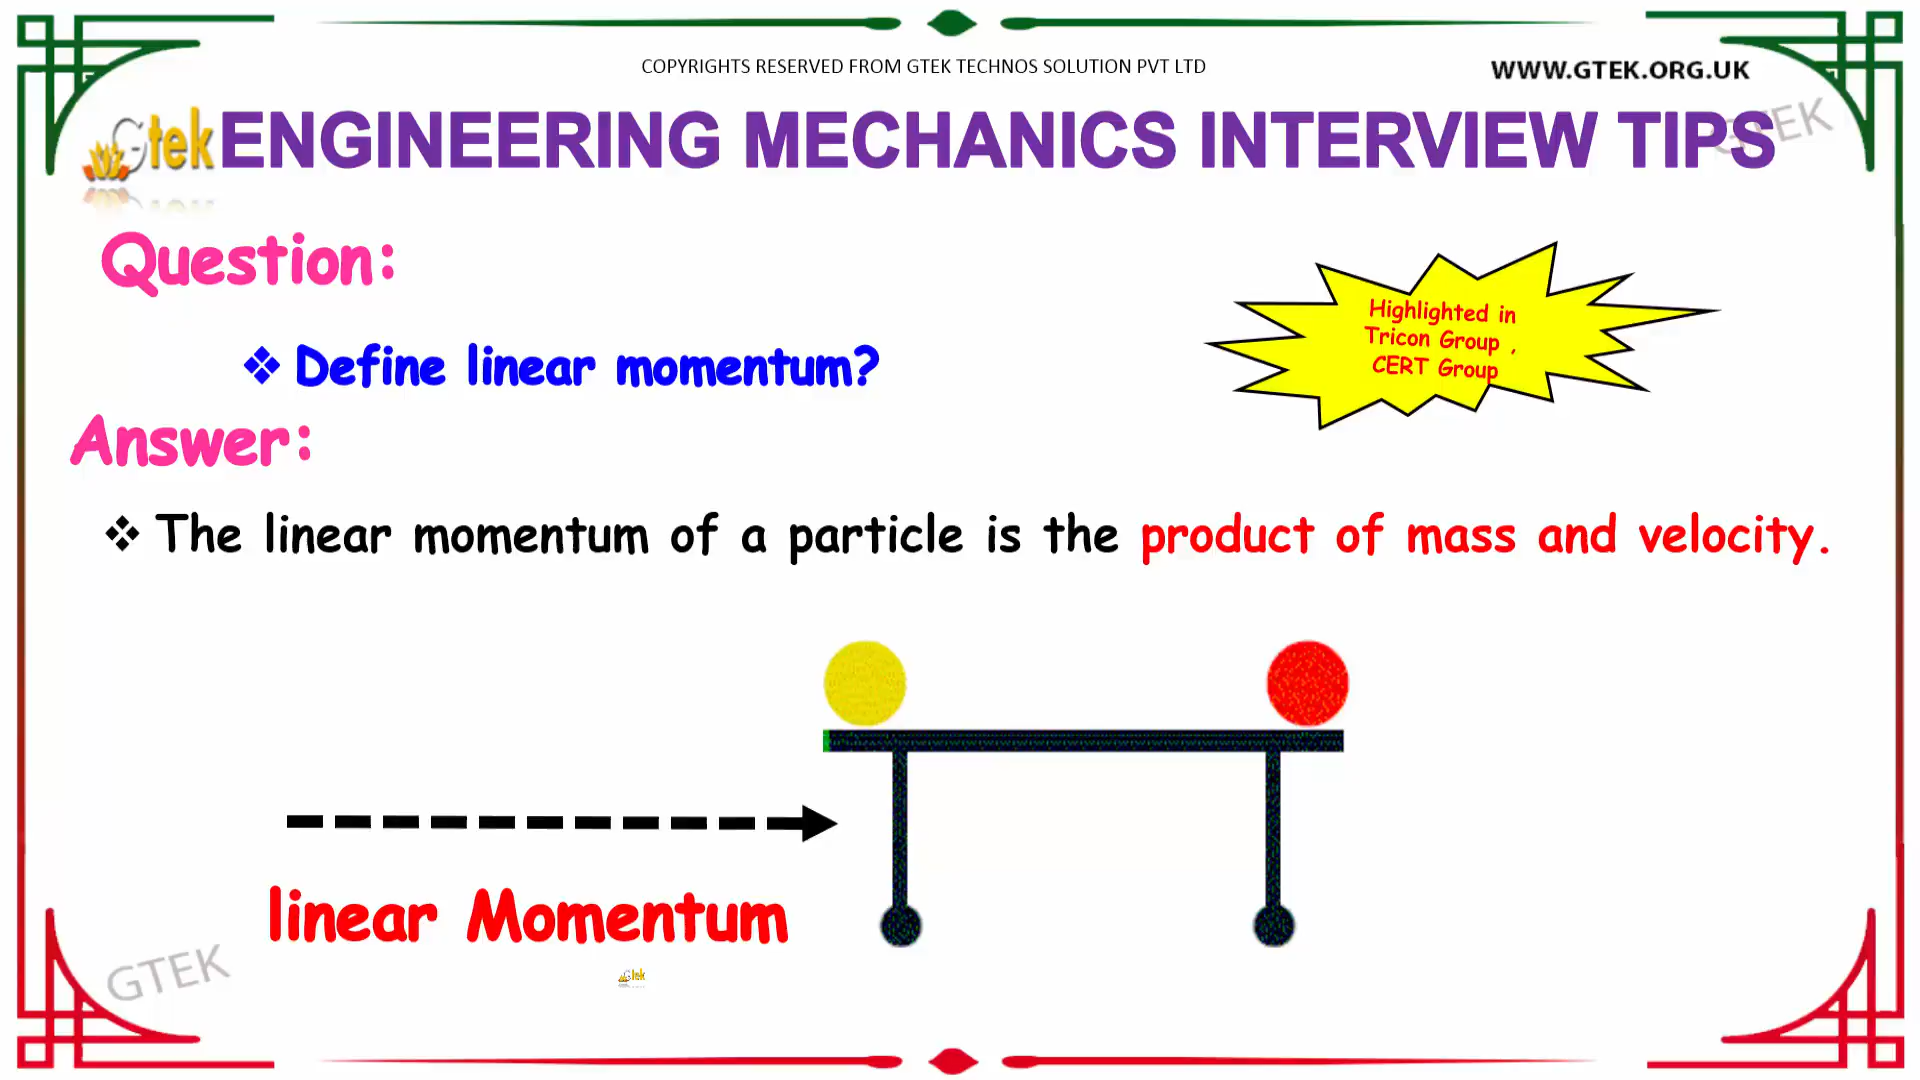 COPYRIGHTS RESERVED FROM GTEK TECHNOS SOLUTION PVT LTD
WWW.GTEK.ORG.UK
GTEK
Gtek
ENGINEERING MECHANICS INTERVIEW TIPS
Question:
Highlighted in
Tricon Group ,
CERT Group
❖ Define linear momentum?
Answer:
❖ The linear momentum of a particle is the product of mass and velocity.
linear Momentum
GTEK
Gtek